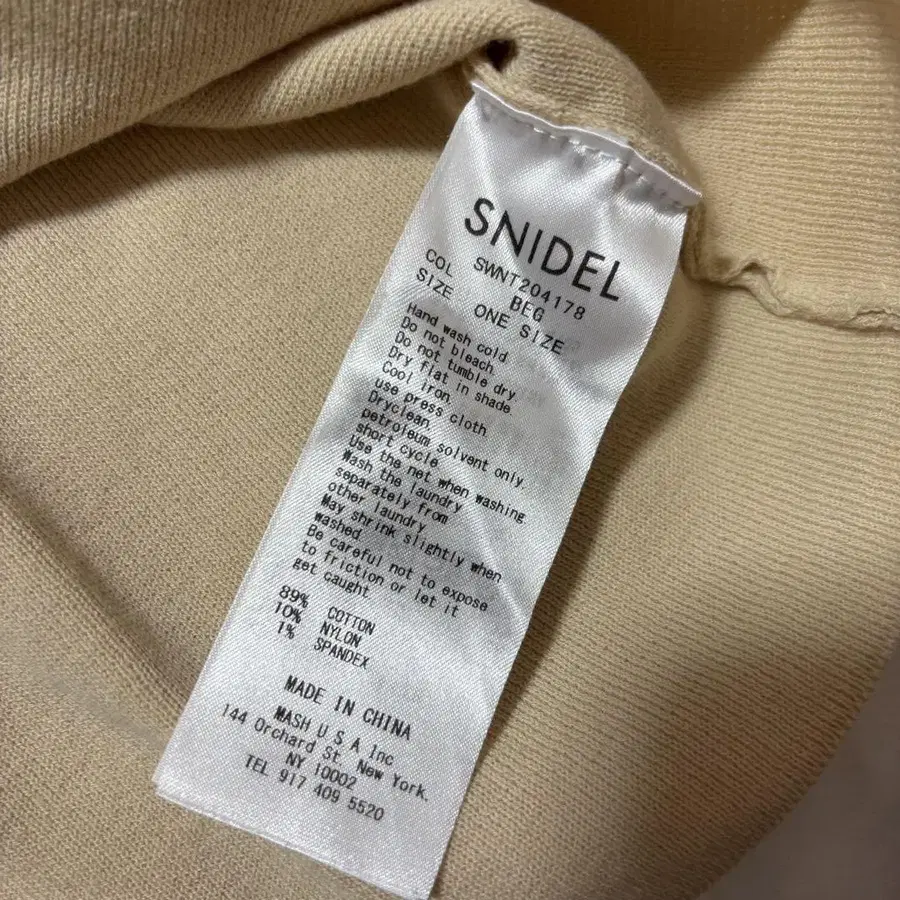 SNIDEL
SWNT204178
COL BEG
SIZE ONE SIZE
Hand wash cold
Do not bleach.
Do not tumble dry.
Dry flat in shade
Cool iron.
use press cloth
Dryclean.
petroleum solvent only.
short cycle
Use the net when washing
Wash the laundry
separately from
other laundry
May shrink slightly when
washed
Be careful not to expose
to friction or let it
get caught
89% COTTON
10% NYLON
1% SPANDEX
MADE IN CHINA
MASH U S A Inc
144 Orchard St. New York.
NY 10002
TEL 917 409 5520